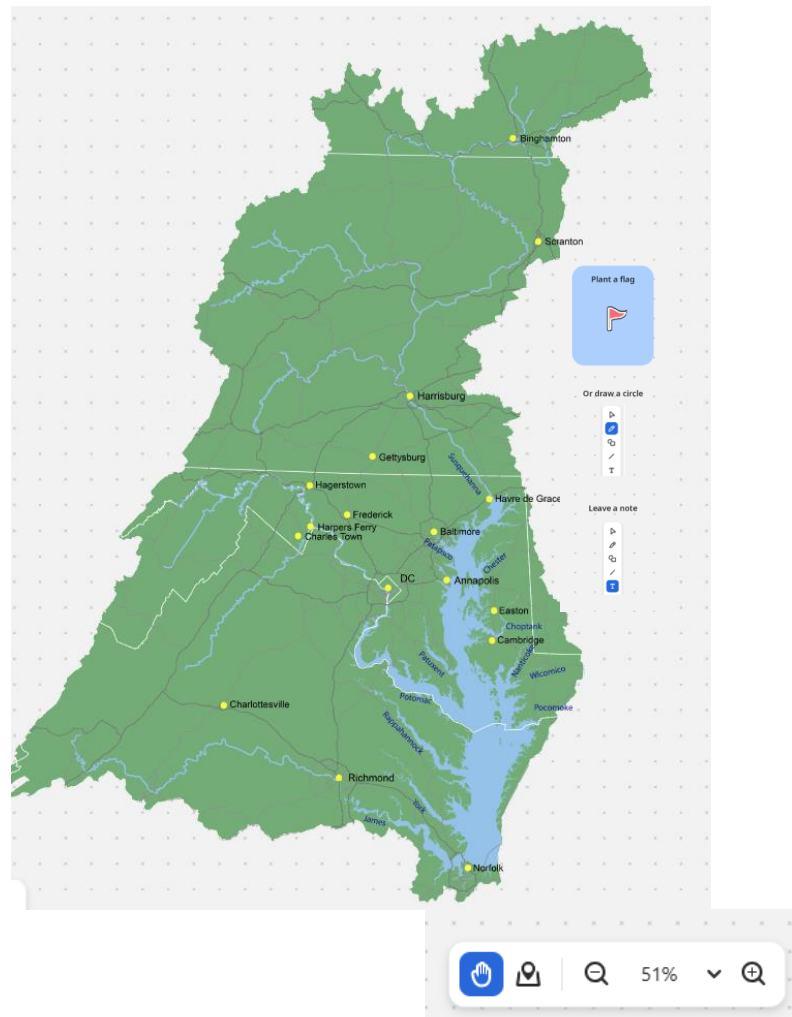 Binghamton
Scranton
Plant a flag
Or draw a circle
T
Harrisburg
Gettysburg
Susquehanna
Hagerstown
Havre de Grace
Leave a note
Frederick
Harpers Ferry
Baltimore
Charles Town
Patapsco
Chester
T
DC
Annapolis
Easton
Choptank
Cambridge
Nanticoke
Patuxent
Wicomico
Potomac
Charlottesville
Pocomoke
Rappahannock
Richmond
York
James
Norfolk
51%